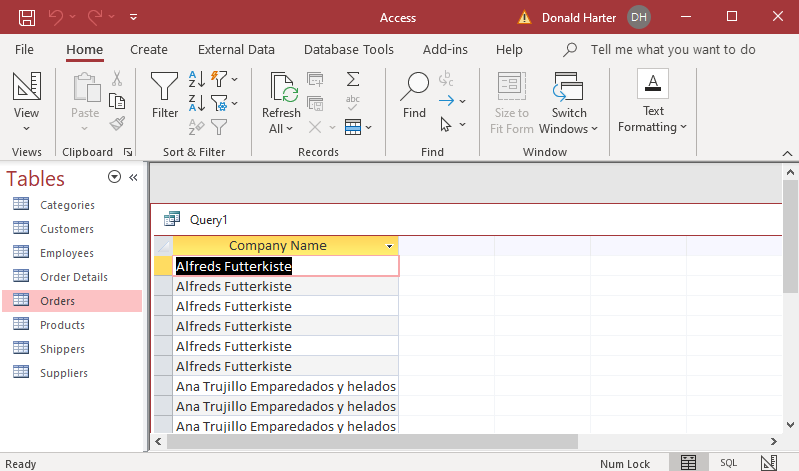 Access
Donald Harter
DH
File
Home
Create
External Data
Database Tools
Add-ins
Help
Tell me what you want to do
View
Paste
Filter
Refresh
All
abc
Find
Size to
Fit Form
Switch
Windows
A
Text
Formatting
Views
Clipboard
Sort & Filter
Records
Find
Window
Tables
Categories
Customers
Employees
Order Details
Orders
Products
Shippers
Suppliers
Query1
Company Name
Alfreds Futterkiste
Alfreds Futterkiste
Alfreds Futterkiste
Alfreds Futterkiste
Alfreds Futterkiste
Alfreds Futterkiste
Ana Trujillo Emparedados y helados
Ana Trujillo Emparedados y helados
Ana Trujillo Emparedados y helados
Ready
Num Lock
SQL